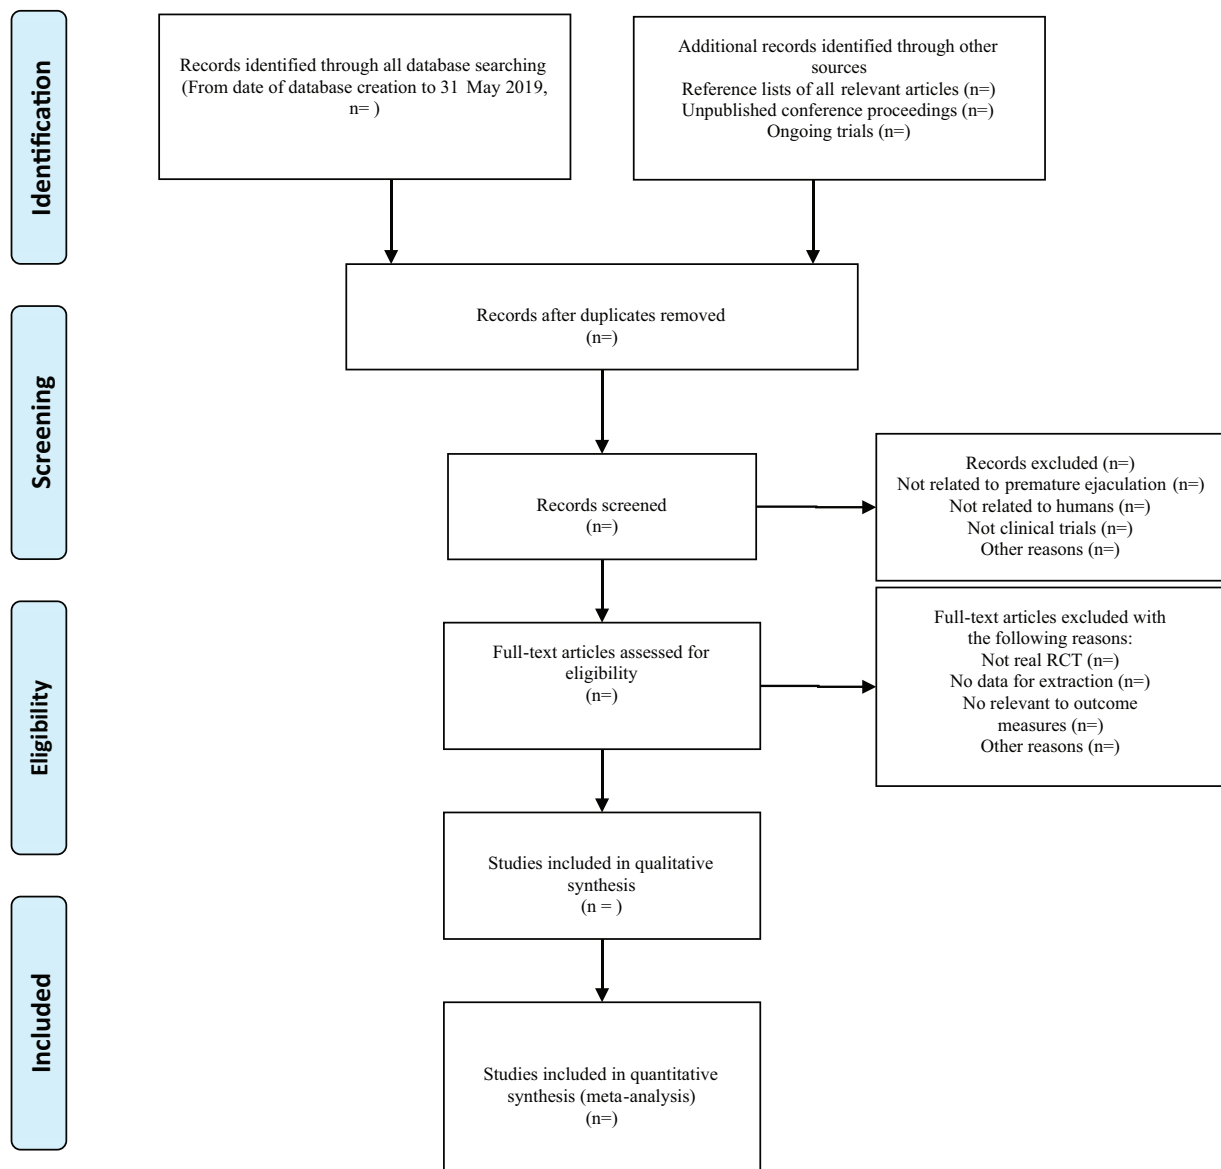 Identification
Records identified through all database searching
(From date of database creation to 31 May 2019,
n= )
Additional records identified through other
sources
Reference lists of all relevant articles (n=)
Unpublished conference proceedings (n=)
Ongoing trials (n=)
Records after duplicates removed
(n=)
Screening
Records screened
(n=)
Records excluded (n=)
Not related to premature ejaculation (n=)
Not related to humans (n=)
Not clinical trials (n=)
Other reasons (n=)
Eligibility
Full-text articles assessed for
eligibility
(n=)
Full-text articles excluded with
the following reasons:
Not real RCT (n=)
No data for extraction (n=)
No relevant to outcome
measures (n=)
Other reasons (n=)
Studies included in qualitative
synthesis
(n = )
Included
Studies included in quantitative
synthesis (meta-analysis)
(n=)